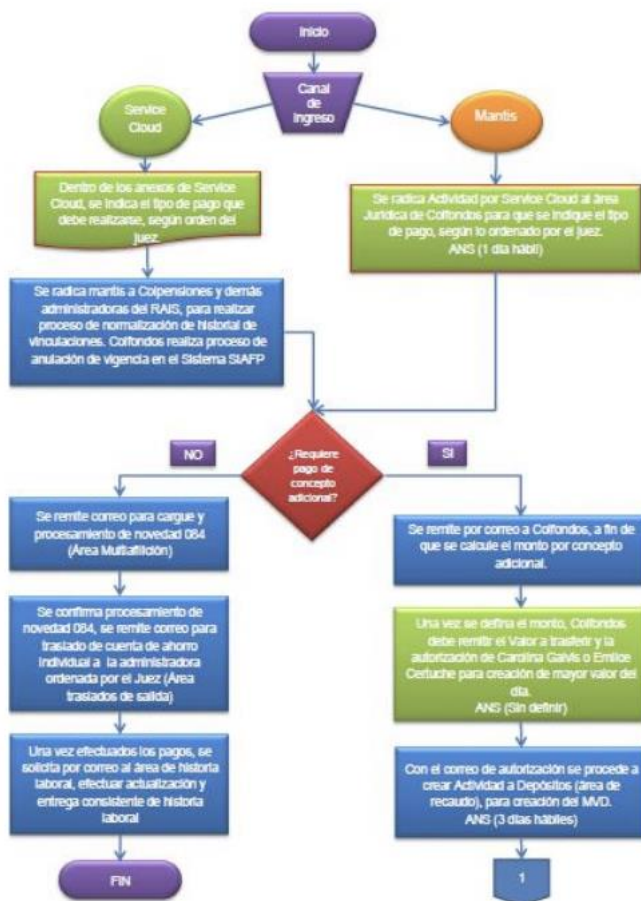 Inicio
Canal
de
Ingreso
Service
Cloud
Mantis
Dentro de los anexos de Service
Cloud, se indica el tipo de pago que
debe realizarse, según orden del
juez.
Se radica Actividad por Service Cloud al área
Jurídica de Colfondos para que se indique el tipo
de pago, según lo ordenado por el juez.
ANS (1 día hábil)
Se radica mantis a Colpensiones y demás
administradoras del RAIS, para realizar
proceso de normalización de historial de
vinculaciones. Colfondos realiza proceso de
anulación de vigencia en el Sistema SIAFP
¿Requiere
pago de
concepto
adicional?
NO
SI
Se remite correo para cargue y
procesamiento de novedad 084
(Área Multiafilición)
Se remite por correo a Colfondos, a fin de
que se calcule el monto por concepto
adicional.
Se confirma procesamiento de
novedad 084, se remite correo para
traslado de cuenta de ahorro
individual a la administradora
ordenada por el Juez (Área
traslados de salida)
Una vez se defina el monto, Colfondos
debe remitir el Valor a trasferir y la
autorización de Carolina Galvis o Emilce
Certuche para creación de mayor valor del
día.
ANS (Sin definir)
Una vez efectuados los pagos, se
solicita por correo al área de historia
laboral, efectuar actualización y
entrega consistente de historia
laboral
Con el correo de autorización se procede a
crear Actividad a Depósitos (área de
recaudo), para creación del MVD.
ANS (3 días hábiles)
FIN
1